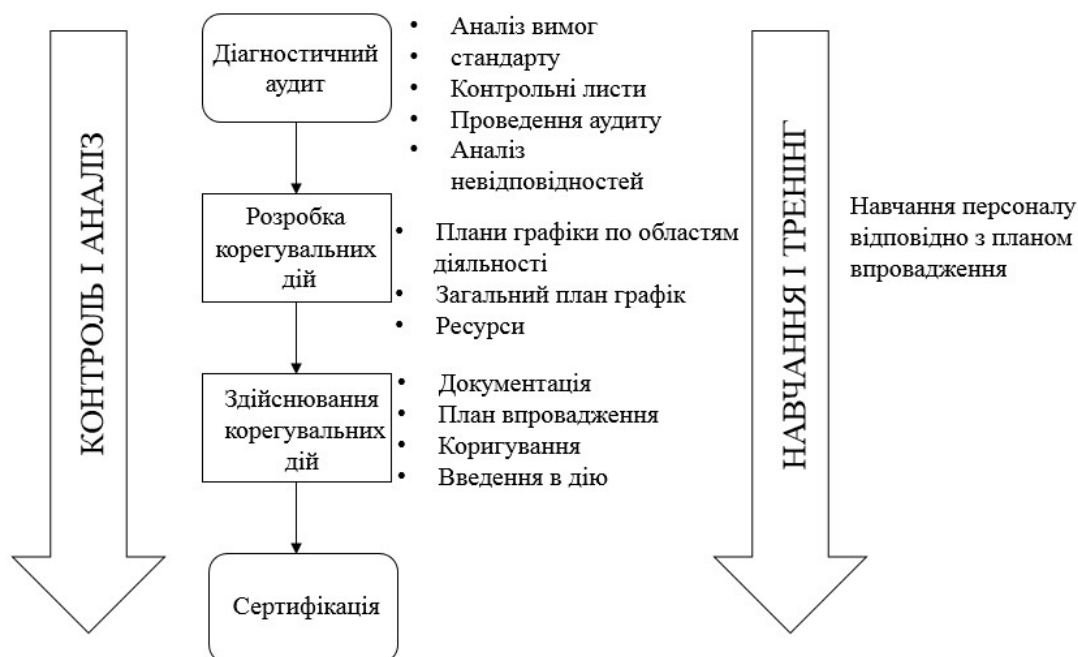 КОНТРОЛЬ І АНАЛІЗ
Діагностичний
аудит
• Аналіз вимог
• стандарту
• Контрольні листи
• Проведення аудиту
• Аналіз
невідповідностей
Розробка
корегувальних
дій
• Плани графіки по областям
діяльності
• Загальний план графік
• Ресурси
Здійснювання
корегувальних
дій
• Документація
• План впровадження
• Коригування
• Введення в дію
Сертифікація
НАВЧАННЯ І ТРЕНІНГ
Навчання персоналу
відповідно з планом
впровадження